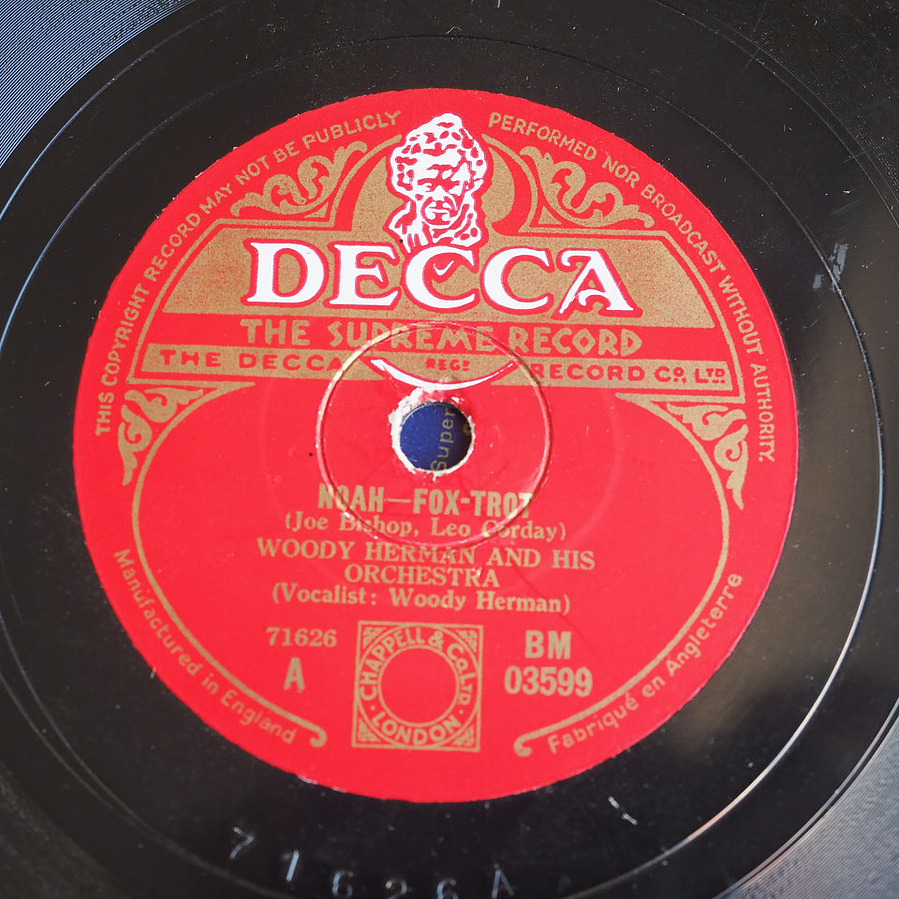 THIS COPYRIGHT RECORD MAY NOT BE PUBLICLY PERFORMED NOR BROADCAST WITHOUT AUTHORITY.
DECCA
THE SUPREME RECORD
THE DECCA REGD RECORD CO., LTD.
Super
NOAH—FOX-TROT
(Joe Bishop, Leo Corday)
WOODY HERMAN AND HIS
ORCHESTRA
(Vocalist: Woody Herman)
71626
A
CHAPPELL & Co. LTD
LONDON
BM
03599
Manufactured in England
Fabriqué en Angleterre
71626A